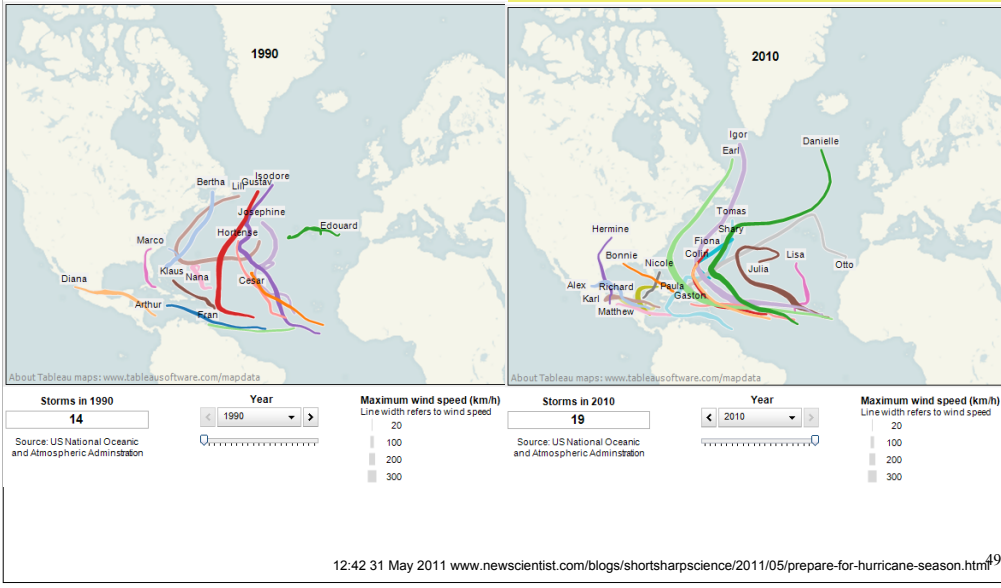 1990
Bertha
Lili
Gustav
Isodore
Josephine
Hortense
Edouard
Marco
Klaus
Nana
Cesar
Diana
Arthur
Fran
About Tableau maps: www.tableausoftware.com/mapdata
Storms in 1990
14
Source: US National Oceanic
and Atmospheric Adminstration
Year
1990
Maximum wind speed (km/h)
Line width refers to wind speed
20
100
200
300
2010
Igor
Earl
Danielle
Tomas
Shary
Hermine
Fiona
Bonnie
Colin
Nicole
Lisa
Julia
Otto
Alex
Richard
Paula
Karl
Gaston
Matthew
About Tableau maps: www.tableausoftware.com/mapdata
Storms in 2010
19
Source: US National Oceanic
and Atmospheric Adminstration
Year
2010
Maximum wind speed (km/h)
Line width refers to wind speed
20
100
200
300
12:42 31 May 2011 www.newscientist.com/blogs/shortsharpscience/2011/05/prepare-for-hurricane-season.html
49